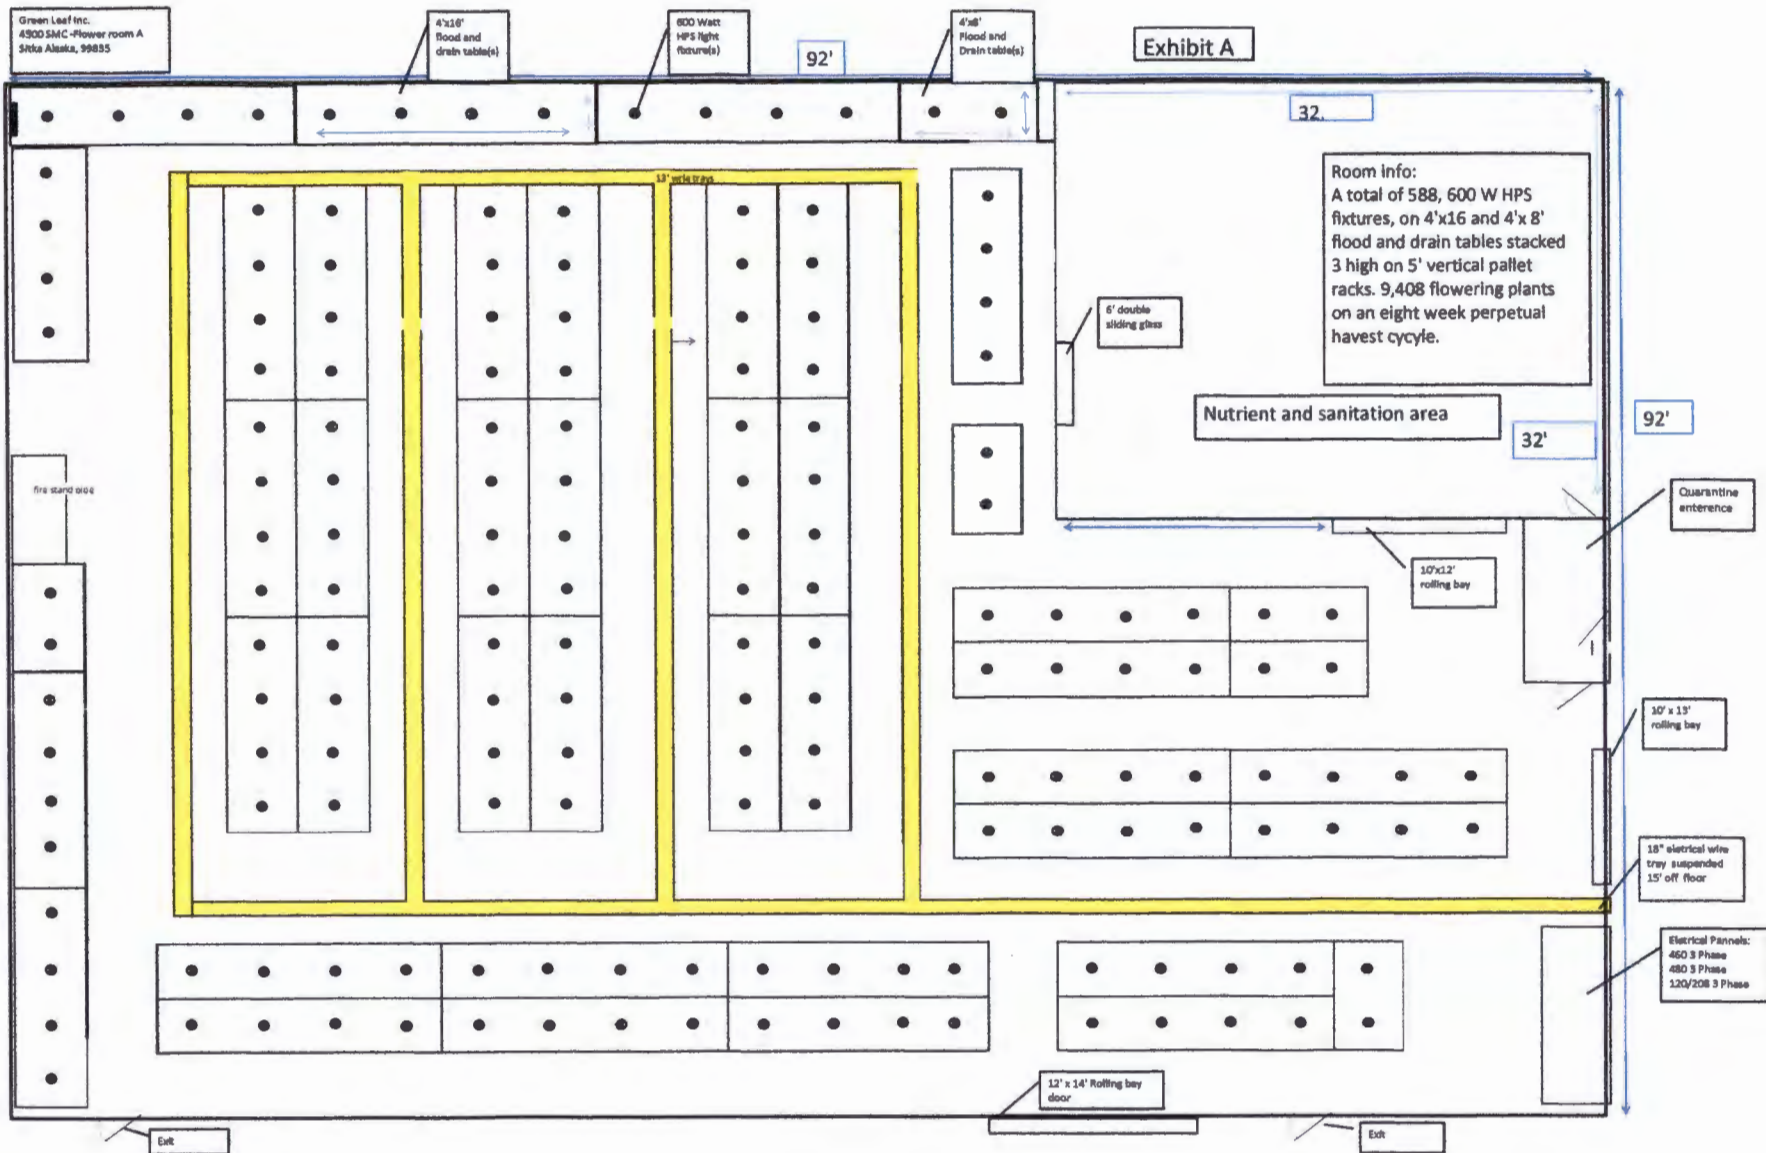 Green Leaf Inc.
4500 SMC -Flower room A
Sitka Alaska, 99835
4'x16'
flood and
drain table(s)
600 Watt
HPS light
fixture(s)
4'x8'
Flood and
Drain table(s)
92'
Exhibit A
32.
Room info:
A total of 588, 600 W HPS
fixtures, on 4'x16 and 4'x 8'
flood and drain tables stacked
3 high on 5' vertical pallet
racks. 9,408 flowering plants
on an eight week perpetual
havest cycyle.
13' wrie trays
6' double
sliding glass
Nutrient and sanitation area
32'
92'
fire stand pipe
Quarantine
enterence
10'x12'
rolling bay
10' x 13'
rolling bay
18" eletrical wire
tray suspended
15' off floor
Eletrical Pannels:
460 3 Phase
480 3 Phase
120/208 3 Phase
12' x 14' Rolling bay
door
Exit
Exit